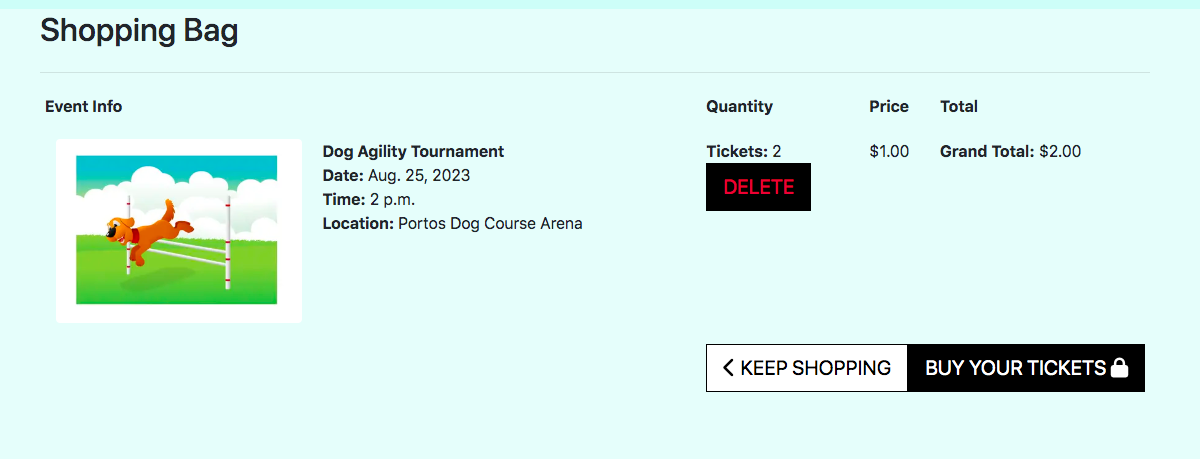 Shopping Bag
Event Info
Quantity
Price
Total
Dog Agility Tournament
Date: Aug. 25, 2023
Time: 2 p.m.
Location: Portos Dog Course Arena
Tickets: 2
DELETE
$1.00
Grand Total: $2.00
KEEP SHOPPING
BUY YOUR TICKETS